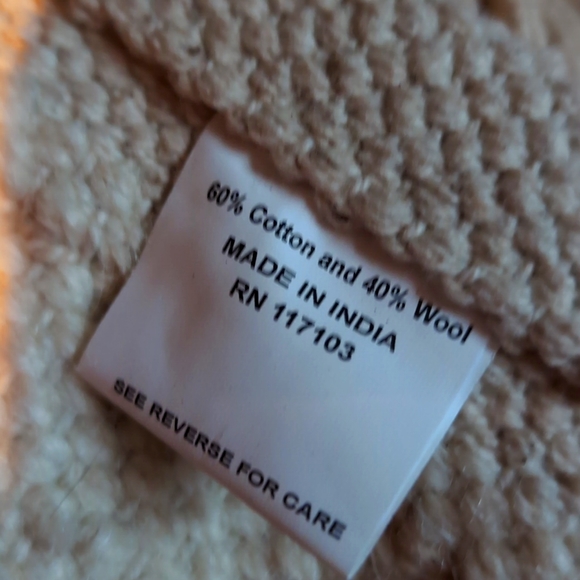 60% Cotton and 40% Wool
MADE IN INDIA
RN 117103
SEE REVERSE FOR CARE